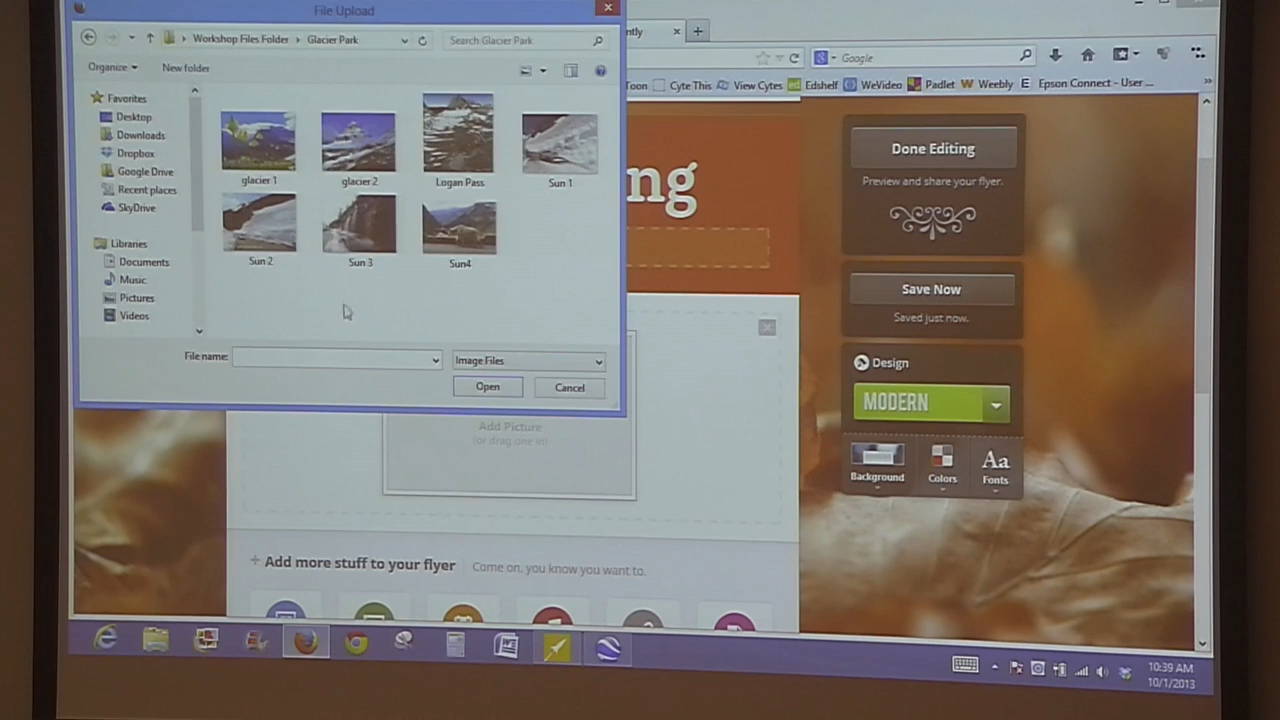 File Upload
Workshop Files Folder
Glacier Park
Search Glacier Park
Organize
New folder
Favorites
Desktop
Downloads
Dropbox
Google Drive
Recent places
SkyDrive
Libraries
Documents
Music
Pictures
Videos
glacier 1
glacier 2
Logan Pass
Sun 1
Sun 2
Sun 3
Sun4
File name:
Image Files
Open
Cancel
ntly
Google
Toon
Cyte This
View Cytes
Edshelf
WeVideo
Padlet
Weebly
Epson Connect - User ...
ng
Done Editing
Preview and share your flyer.
Save Now
Saved just now.
Design
MODERN
Background
Colors
Aa
Fonts
Add Picture
(or drag one in)
+ Add more stuff to your flyer
Come on, you know you want to.
10:39 AM
10/1/2013